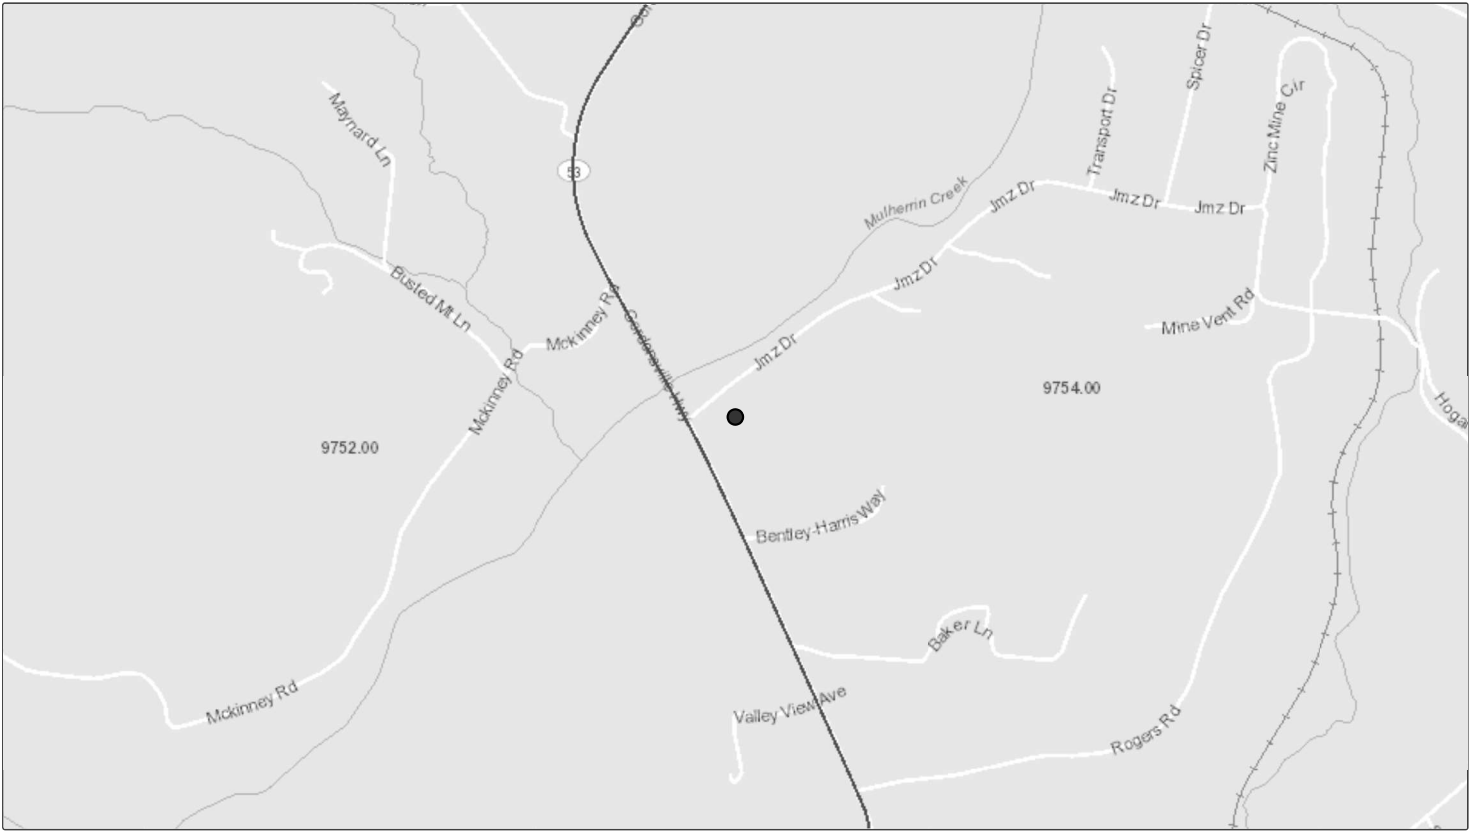 Spicer Dr
Maynard Ln
Transport Dr
Zinc Mine Cir
53
Mulherrin Creek
Jmz Dr
Jmz Dr
Jmz Dr
Jmz Dr
Busted Mt Ln
Mckinney Rd
Gordonsville Hwy
Mine Vent Rd
Jmz Dr
Mckinney Rd
9754.00
9752.00
Bentley-Harris Way
Baker Ln
Mckinney Rd
Valley View Ave
Rogers Rd